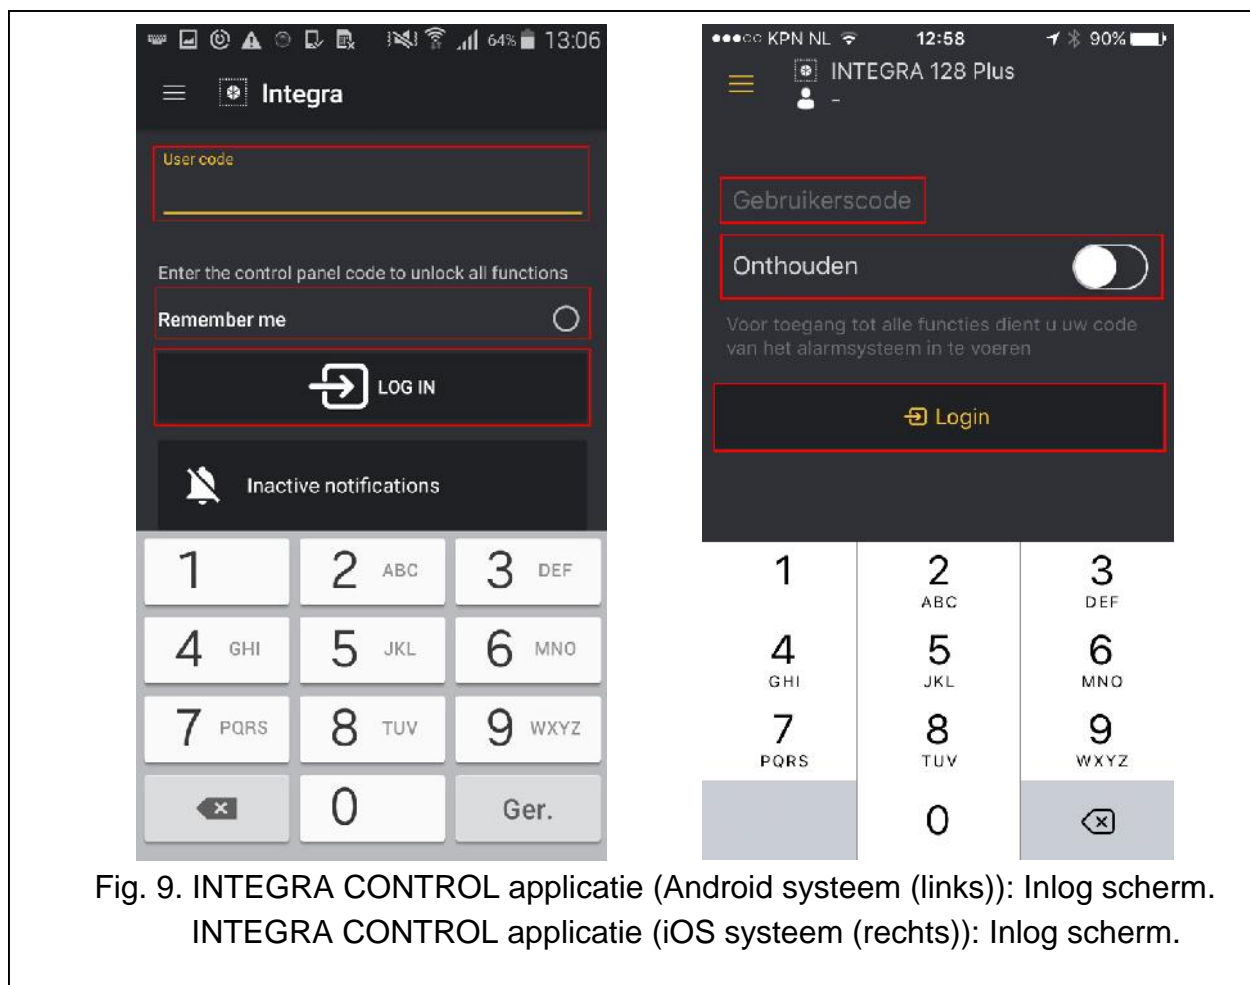 64% 13:06
Integra
User code
Enter the control panel code to unlock all functions
Remember me
LOG IN
Inactive notifications
1
2 ABC
3 DEF
4 GHI
5 JKL
6 MNO
7 PQRS
8 TUV
9 WXYZ
0
Ger.
KPN NL 12:58 90%
INTEGRA 128 Plus
-
Gebruikerscode
Onthouden
Voor toegang tot alle functies dient u uw code
van het alarmsysteem in te voeren
Login
1
2
ABC
3
DEF
4
GHI
5
JKL
6
MNO
7
PQRS
8
TUV
9
WXYZ
0
Fig. 9. INTEGRA CONTROL applicatie (Android systeem (links)): Inlog scherm.
INTEGRA CONTROL applicatie (iOS systeem (rechts)): Inlog scherm.